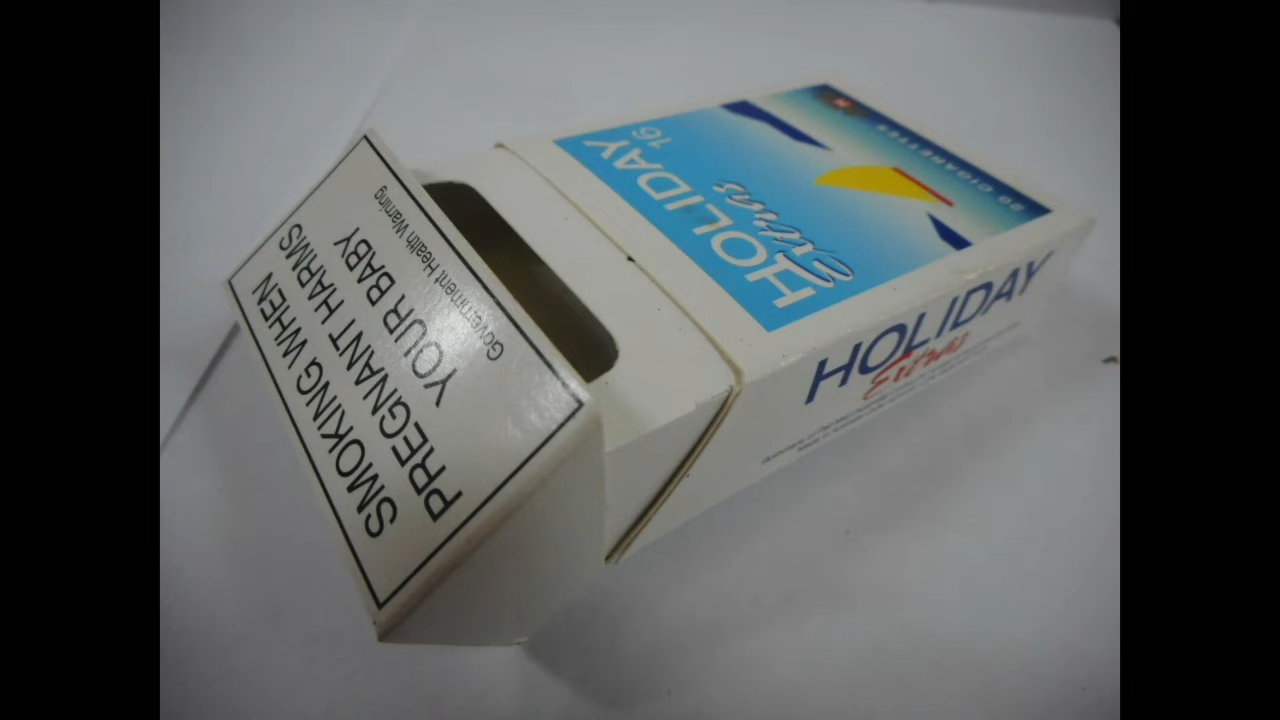 SMOKING WHEN
PREGNANT HARMS
YOUR BABY
Government Health Warning
HOLIDAY
Extras
16
20 CIGARETTES
HOLIDAY
Extras